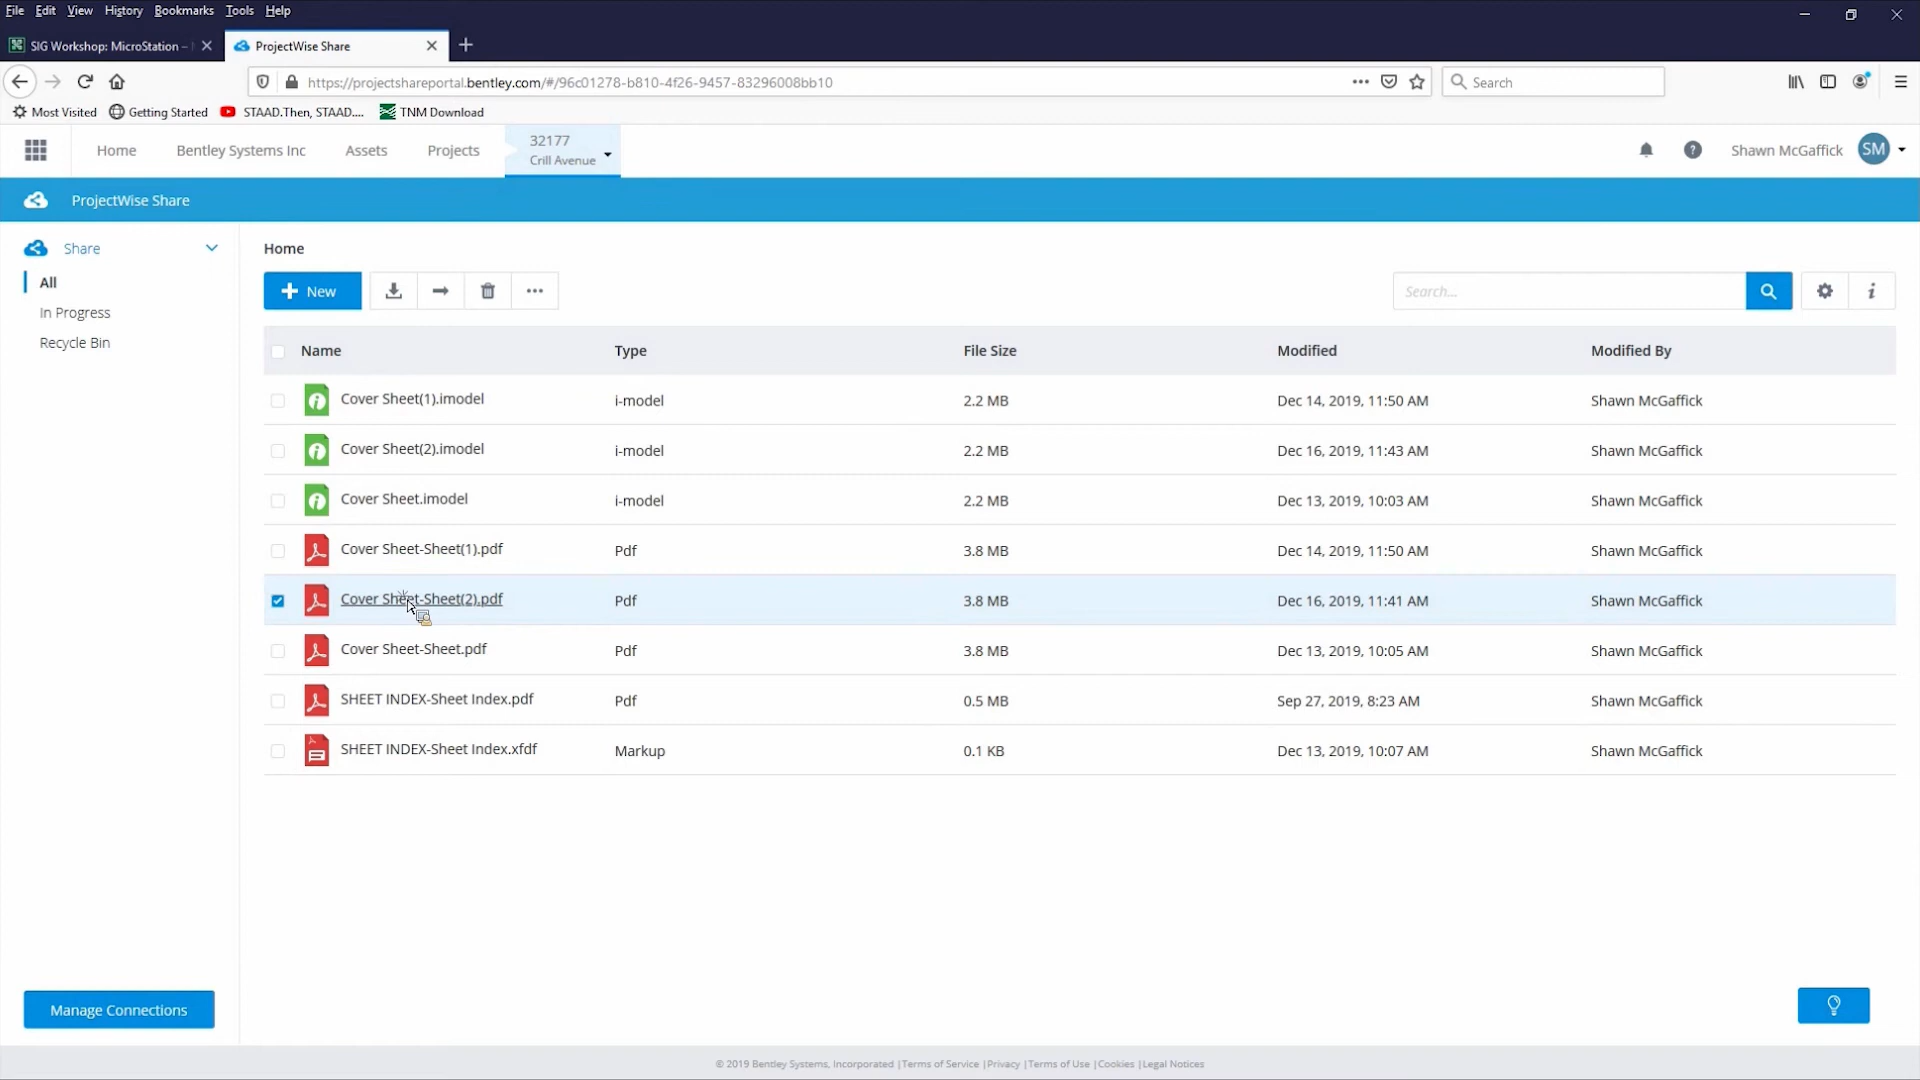 File Edit View History Bookmarks Tools Help
SIG Workshop: MicroStation – ProjectWise Share
https://projectshareportal.bentley.com/#/96c01278-b810-4f26-9457-83296008bb10 Search
Most Visited Getting Started STAAD.Then, STAAD.... TNM Download
Home Bentley Systems Inc Assets Projects 32177 Shawn McGaffick SM
Crill Avenue
ProjectWise Share
Share Home
All
In Progress
Recycle Bin
+ New Search...
Name Type File Size Modified Modified By
Cover Sheet(1).imodel i-model 2.2 MB Dec 14, 2019, 11:50 AM Shawn McGaffick
Cover Sheet(2).imodel i-model 2.2 MB Dec 16, 2019, 11:43 AM Shawn McGaffick
Cover Sheet.imodel i-model 2.2 MB Dec 13, 2019, 10:03 AM Shawn McGaffick
Cover Sheet-Sheet(1).pdf Pdf 3.8 MB Dec 14, 2019, 11:50 AM Shawn McGaffick
Cover Sheet-Sheet(2).pdf Pdf 3.8 MB Dec 16, 2019, 11:41 AM Shawn McGaffick
Cover Sheet-Sheet.pdf Pdf 3.8 MB Dec 13, 2019, 10:05 AM Shawn McGaffick
SHEET INDEX-Sheet Index.pdf Pdf 0.5 MB Sep 27, 2019, 8:23 AM Shawn McGaffick
SHEET INDEX-Sheet Index.xfdf Markup 0.1 KB Dec 13, 2019, 10:07 AM Shawn McGaffick
Manage Connections
© 2019 Bentley Systems, Incorporated |Terms of Service |Privacy |Terms of Use |Cookies |Legal Notices